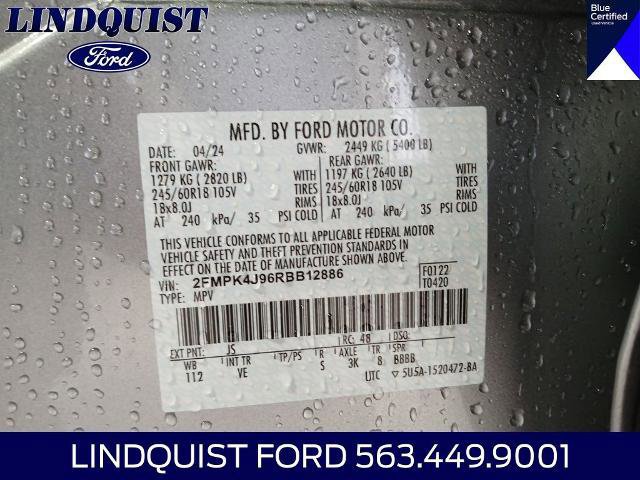 LINDQUIST
Ford
Blue
Certified
MFD. BY FORD MOTOR CO.
DATE: 04/24 GVWR: 2449 KG ( 5400 LB)
FRONT GAWR: REAR GAWR:
1279 KG ( 2820 LB) WITH 1197 KG ( 2640 LB) WITH
245/60R18 105V TIRES 245/60R18 105V TIRES
18x8.0J RIMS 18x8.0J RIMS
AT 240 kPa/ 35 PSI COLD AT 240 kPa/ 35 PSI COLD
THIS VEHICLE CONFORMS TO ALL APPLICABLE FEDERAL MOTOR
VEHICLE SAFETY AND THEFT PREVENTION STANDARDS IN
EFFECT ON THE DATE OF MANUFACTURE SHOWN ABOVE.
VIN: 2FMPK4J96RBB12886 F0122
TYPE: MPV T0420
EXT PNT: JS RC: 48 DSO:
WB INT TR TP/PS R AXLE TR SPR
112 VE S 3K 8 BBBB
UTC ▽ 5U5A-1520472-BA
LINDQUIST FORD 563.449.9001